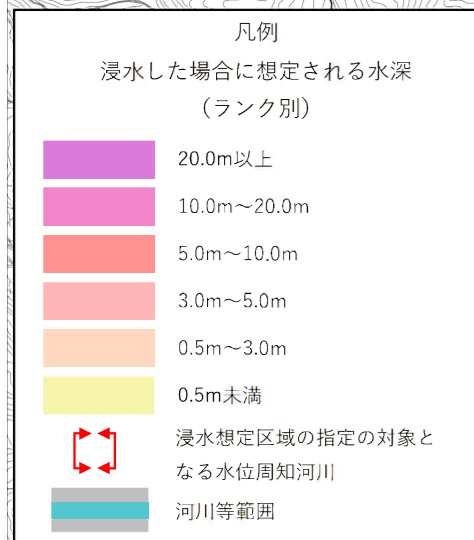 凡例
浸水した場合に想定される水深
（ランク別）
20.0m以上
10.0m～20.0m
5.0m～10.0m
3.0m～5.0m
0.5m～3.0m
0.5m未満
浸水想定区域の指定の対象と
なる水位周知河川
河川等範囲